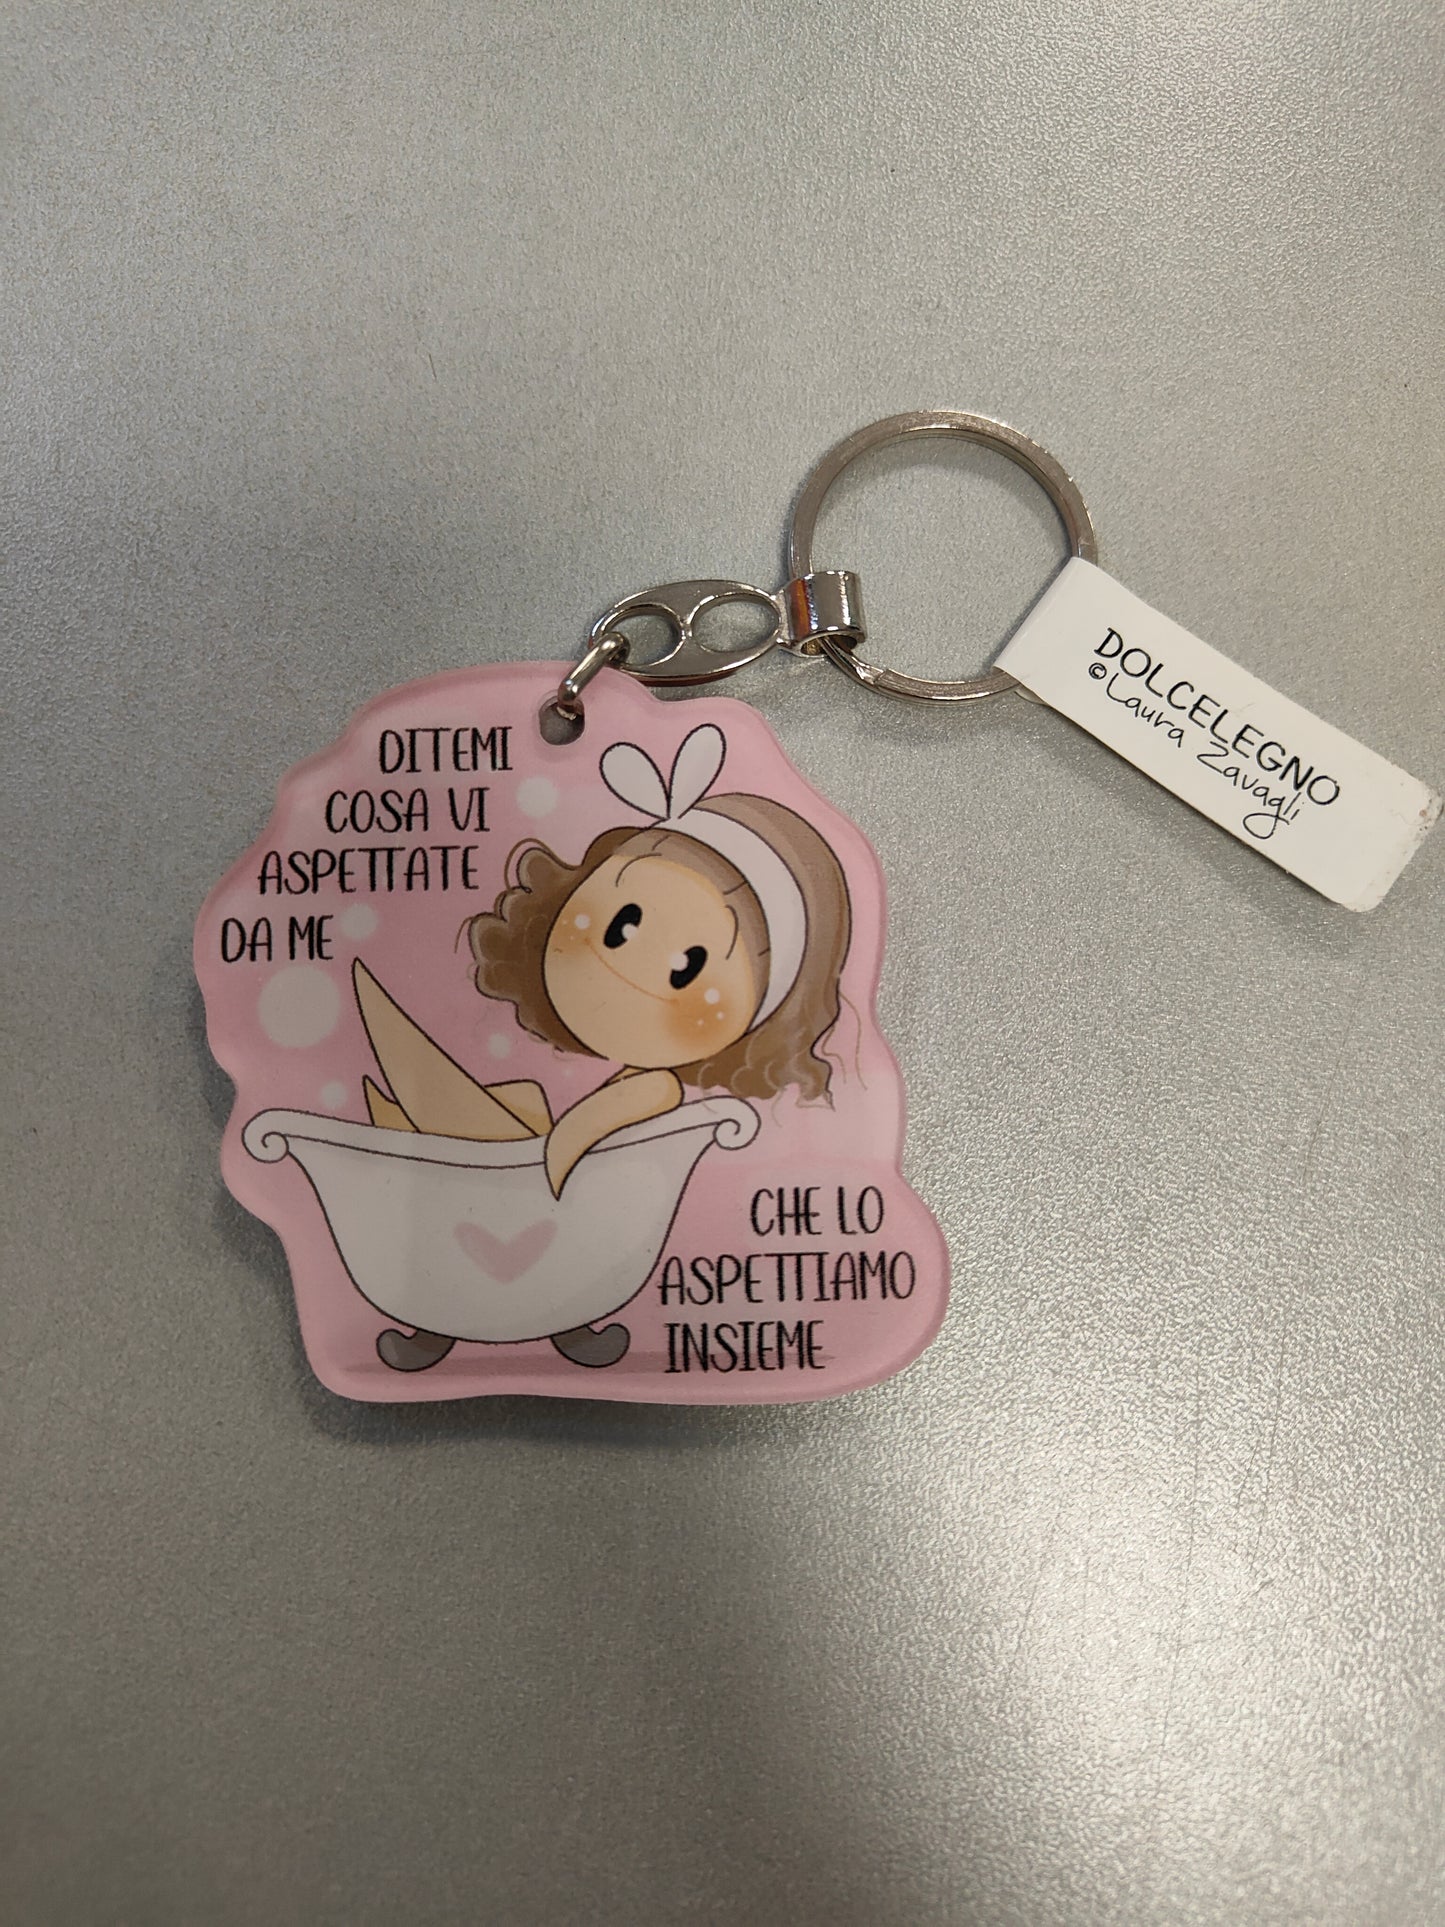 DITEMI
COSA VI
ASPETTATE
DA ME
CHE LO
ASPETTIAMO
INSIEME
DOLCELEGNO
©Laura Zavagli